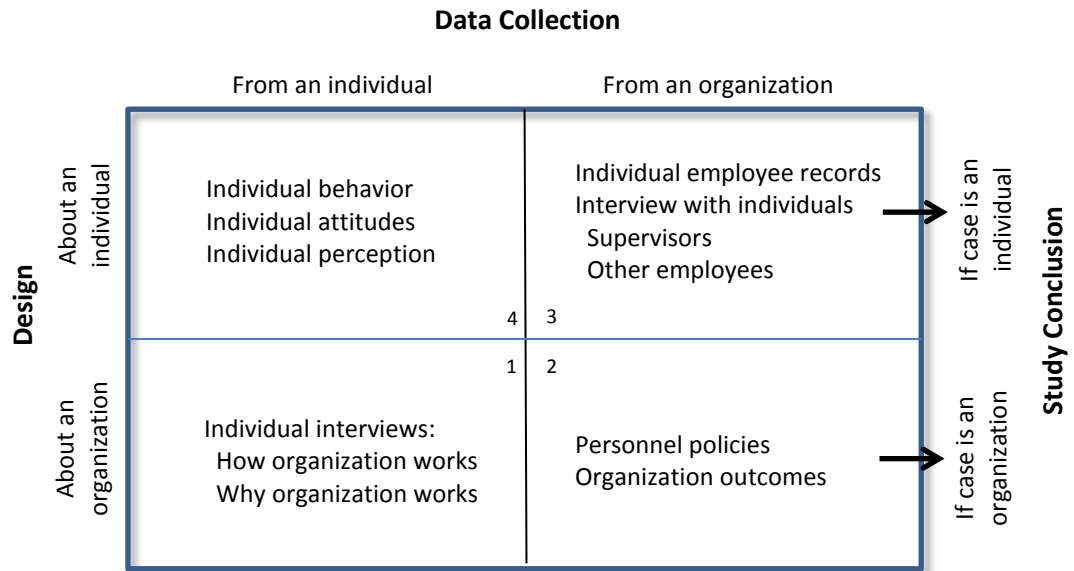 Data Collection
From an individual
From an organization
Design
About an
individual
Individual behavior
Individual attitudes
Individual perception
4
Individual employee records
Interview with individuals
Supervisors
Other employees
3
If case is an
individual
Study Conclusion
About an
organization
1
Individual interviews:
How organization works
Why organization works
2
Personnel policies
Organization outcomes
If case is an
organization